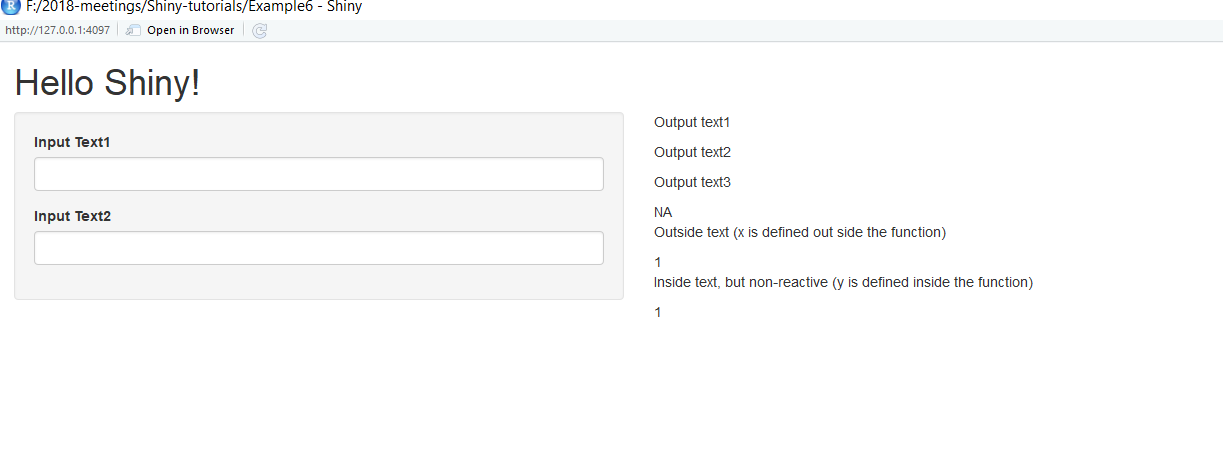 F:/2018-meetings/Shiny-tutorials/Example6 - Shiny
http://127.0.0.1:4097 Open in Browser
Hello Shiny!
Input Text1
Input Text2
Output text1
Output text2
Output text3
NA
Outside text (x is defined out side the function)
1
Inside text, but non-reactive (y is defined inside the function)
1